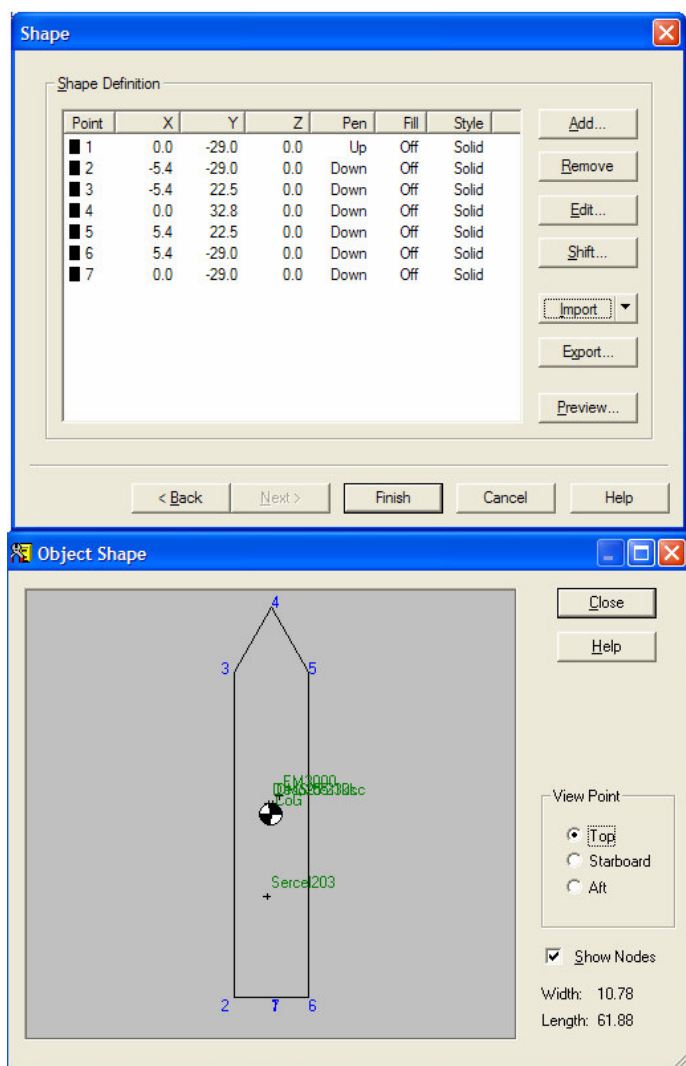 Shape
Shape Definition
Point X Y Z Pen Fill Style
1 0.0 -29.0 0.0 Up Off Solid
2 -5.4 -29.0 0.0 Down Off Solid
3 -5.4 22.5 0.0 Down Off Solid
4 0.0 32.8 0.0 Down Off Solid
5 5.4 22.5 0.0 Down Off Solid
6 5.4 -29.0 0.0 Down Off Solid
7 0.0 -29.0 0.0 Down Off Solid
Add...
Remove
Edit...
Shift...
Import
Export...
Preview...
< Back Next > Finish Cancel Help
Object Shape
4
3 5
EM3000
CoG
Sercel203
2 7 6
Close
Help
View Point
Top
Starboard
Aft
Show Nodes
Width: 10.78
Length: 61.88